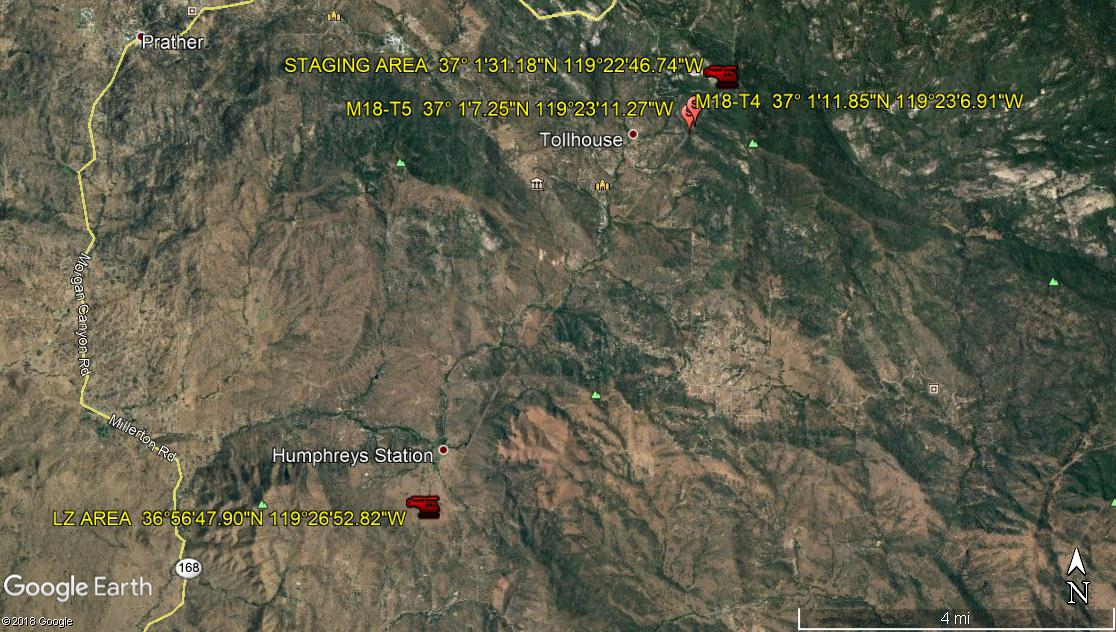 Prather
STAGING AREA  37° 1'31.18"N 119°22'46.74"W
M18-T5  37° 1'7.25"N 119°23'11.27"W
M18-T4  37° 1'11.85"N 119°23'6.91"W
Tollhouse
Morgan Canyon Rd
Millerton Rd
Humphreys Station
LZ AREA  36°56'47.90"N 119°26'52.82"W
168
Google Earth
©2018 Google
N
4 mi